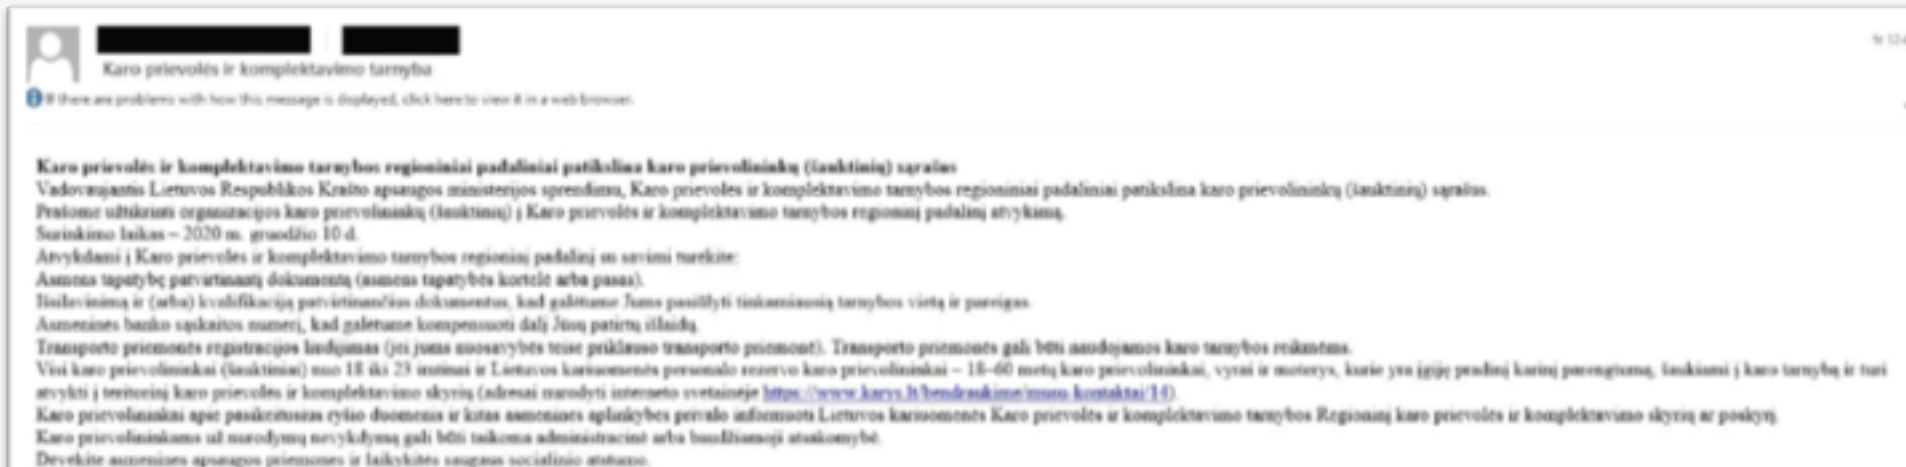 Karo prievolės ir komplektavimo tarnyba
If there are problems with how this message is displayed, click here to view it in a web browser.
Karo prievolės ir komplektavimo tarnybos regioniniai padaliniai patikslina karo prievolininkų (šauktinių) sąrašus
Vadovaujantis Lietuvos Respublikos Krašto apsaugos ministerijos sprendimu, Karo prievolės ir komplektavimo tarnybos regioniniai padaliniai patikslina karo prievolininkų (šauktinių) sąrašus.
Prašome užtikrinti organizacijos karo prievolininkų (šauktinių) į Karo prievolės ir komplektavimo tarnybos regioninį padalinį atvykimą.
Surinkimo laikas – 2020 m. gruodžio 10 d.
Atvykdami į Karo prievolės ir komplektavimo tarnybos regioninį padalinį su savimi turėkite:
Asmens tapatybę patvirtinantį dokumentą (asmens tapatybės kortelė arba pasas).
Išsilavinimą ir (arba) kvalifikaciją patvirtinančius dokumentus, kad galėtume Jums pasiūlyti tinkamiausią tarnybos vietą ir pareigas.
Asmeninės banko sąskaitos numerį, kad galėtume kompensuoti dalį Jūsų patirtų išlaidų.
Transporto priemonės registracijos liudijimas (jei jums nuosavybės teise priklauso transporto priemonė). Transporto priemonės gali būti naudojamos karo tarnybos reikmėms.
Visi karo prievolininkai (šauktiniai) nuo 18 iki 23 imtinai ir Lietuvos kariuomenės personalo rezervo karo prievolininkai – 18–60 metų karo prievolininkai, vyrai ir moterys, kurie yra įgiję pradinį karinį parengtumą, šaukiami į karo tarnybą ir turi
atvykti į teritorinį karo prievolės ir komplektavimo skyrių (adresai nurodyti interneto svetainėje https://www.karys.lt/bendraukime/musu-kontaktai/14).
Karo prievolininkai apie pasikeitusius ryšio duomenis ir kitas asmenines aplinkybes privalo informuoti Lietuvos kariuomenės Karo prievolės ir komplektavimo tarnybos Regioninį karo prievolės ir komplektavimo skyrių ar poskyrį.
Karo prievolininkams už nurodymų nevykdymą gali būti taikoma administracinė arba baudžiamoji atsakomybė.
Dėvėkite asmenines apsaugos priemones ir laikykitės saugaus socialinio atstumo.